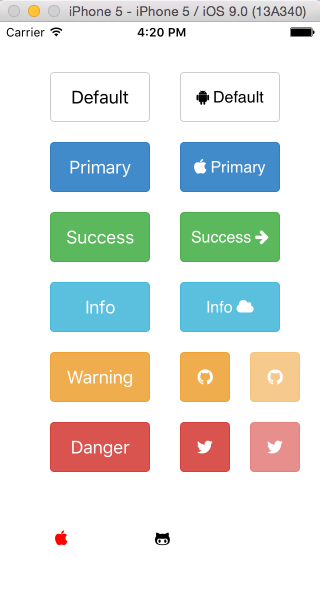 iPhone 5 - iPhone 5 / iOS 9.0 (13A340)
Carrier 4:20 PM
Default Default
Primary Primary
Success Success
Info Info
Warning
Danger